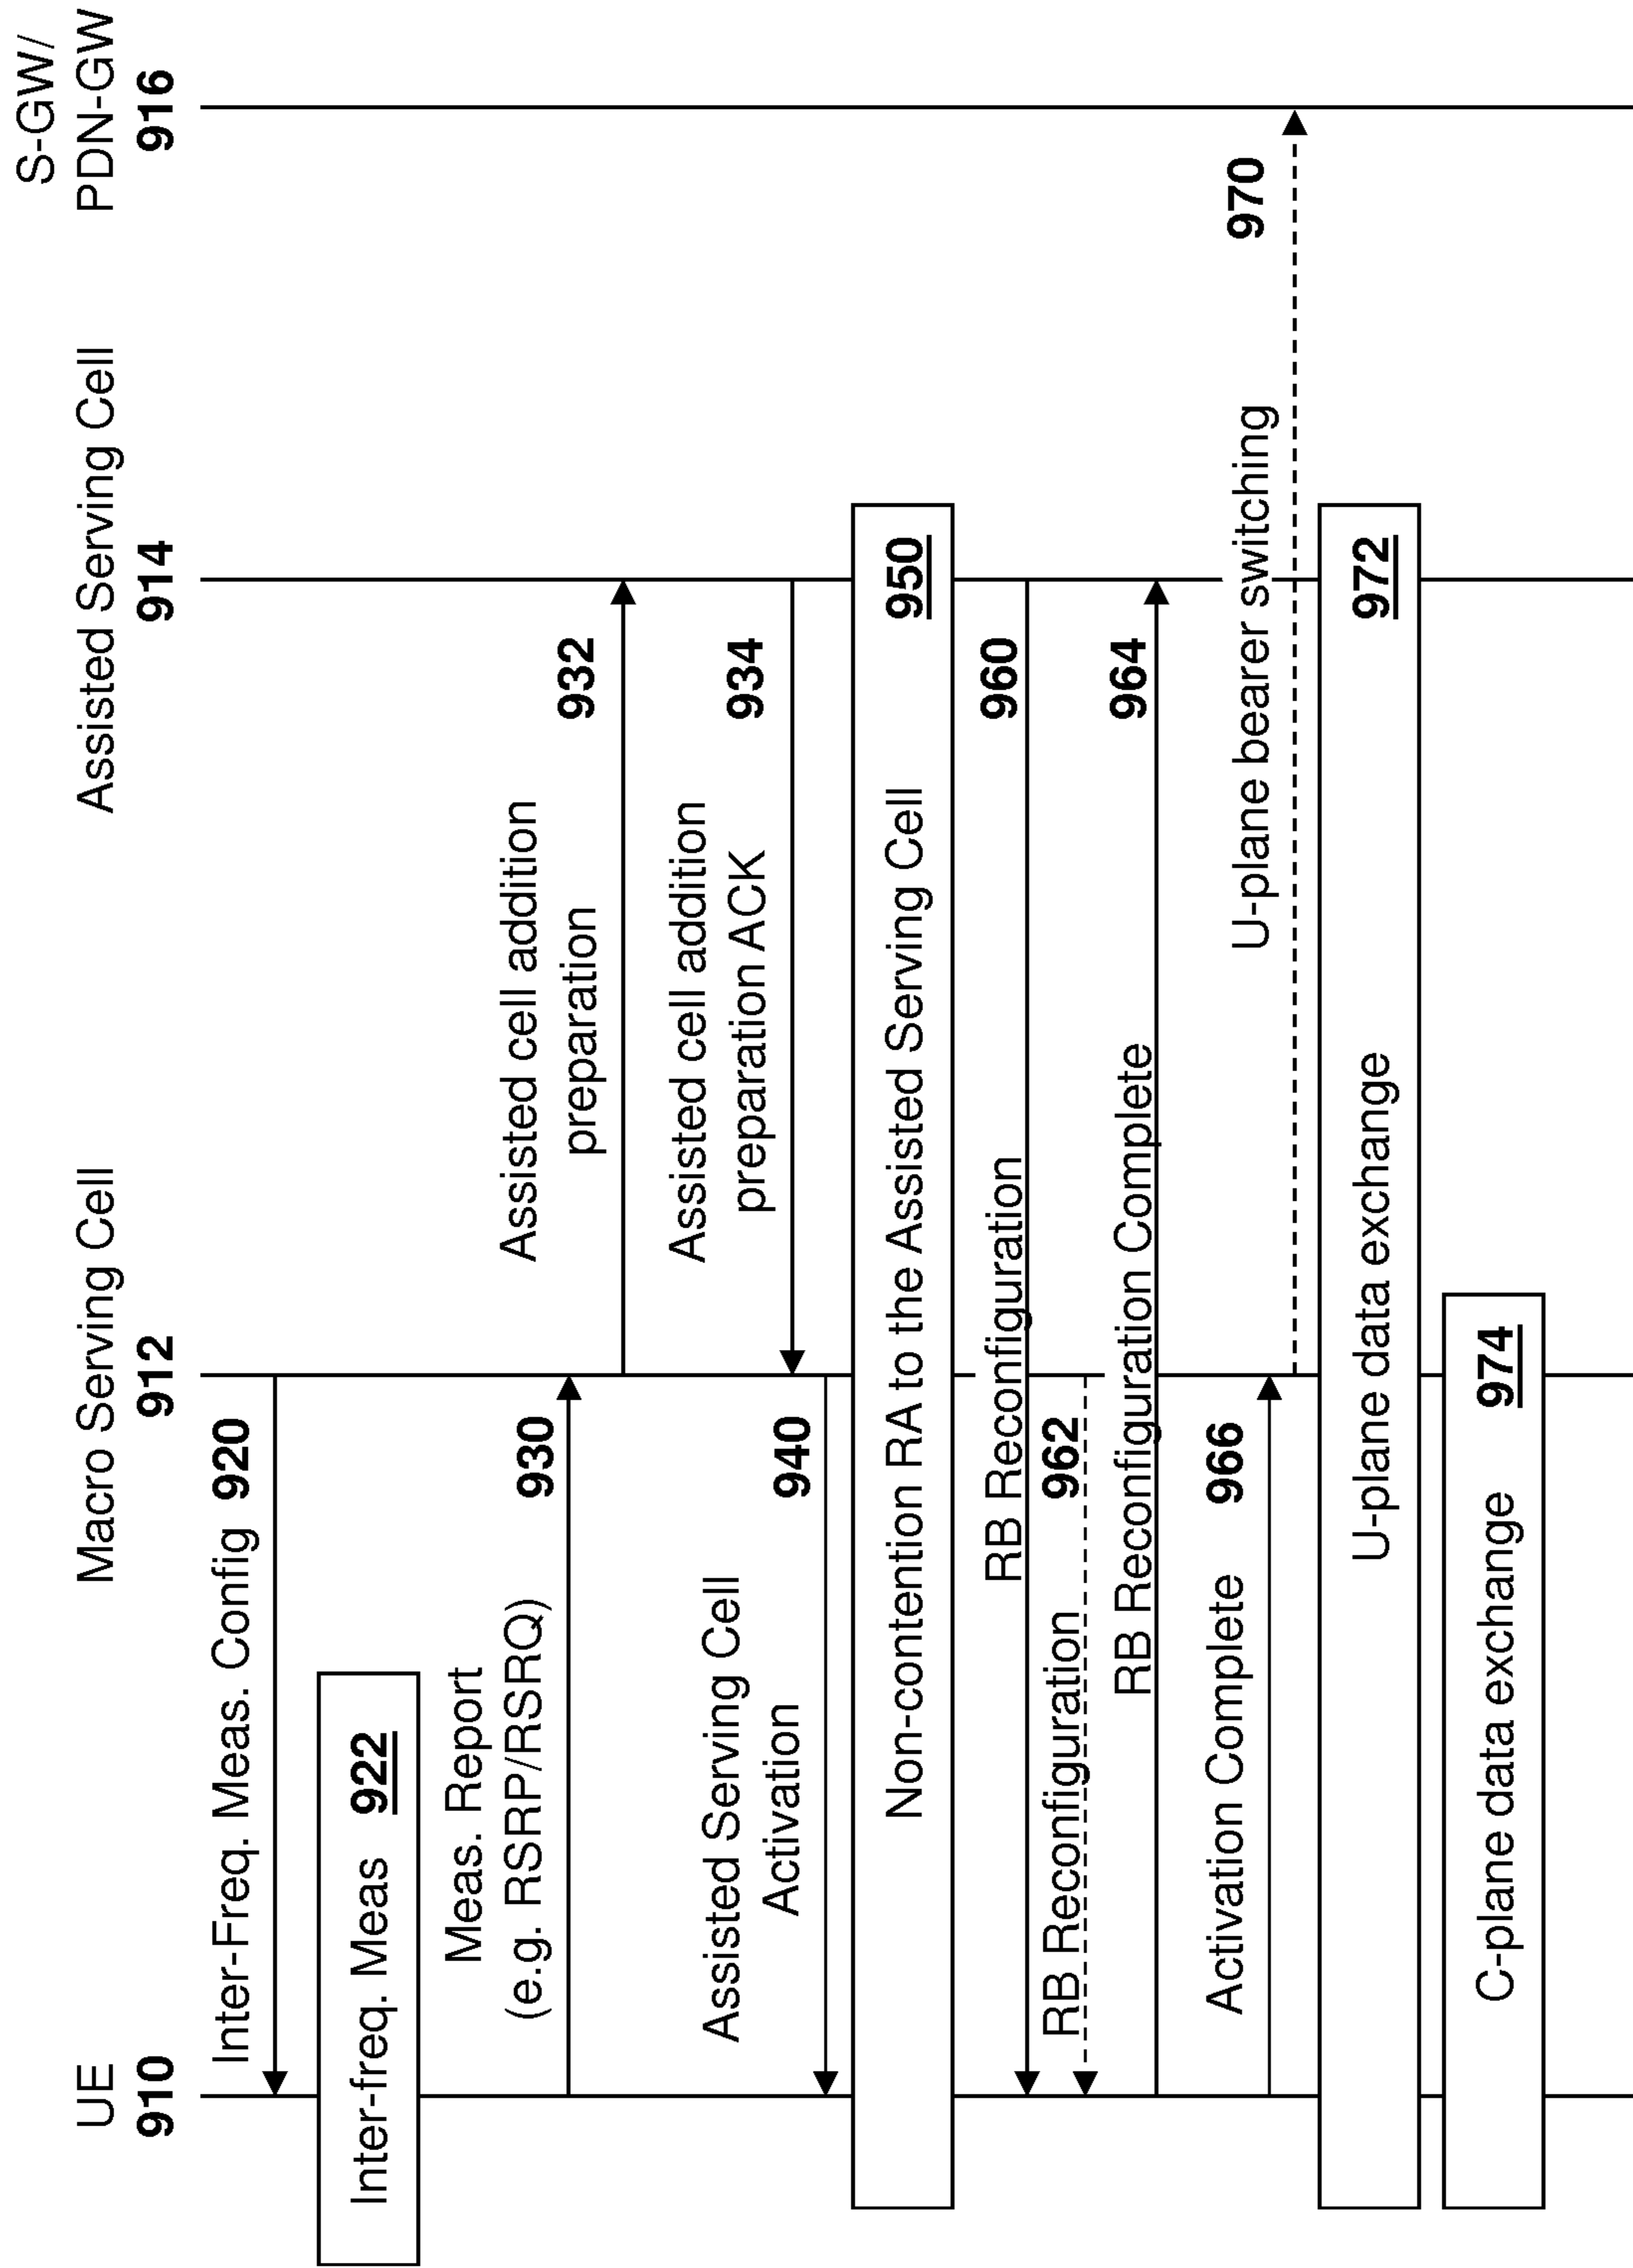 UE
910
Macro Serving Cell
912
Assisted Serving Cell
914
S-GW/
PDN-GW
916
Inter-Freq. Meas. Config 920
Inter-freq. Meas 922
Meas. Report
(e.g. RSRP/RSRQ)
930
Assisted cell addition
preparation
932
Assisted cell addition
preparation ACK
934
Assisted Serving Cell
Activation
940
Non-contention RA to the Assisted Serving Cell 950
RB Reconfiguration 960
RB Reconfiguration 962
RB Reconfiguration Complete 964
Activation Complete 966
U-plane bearer switching 970
U-plane data exchange 972
C-plane data exchange 974